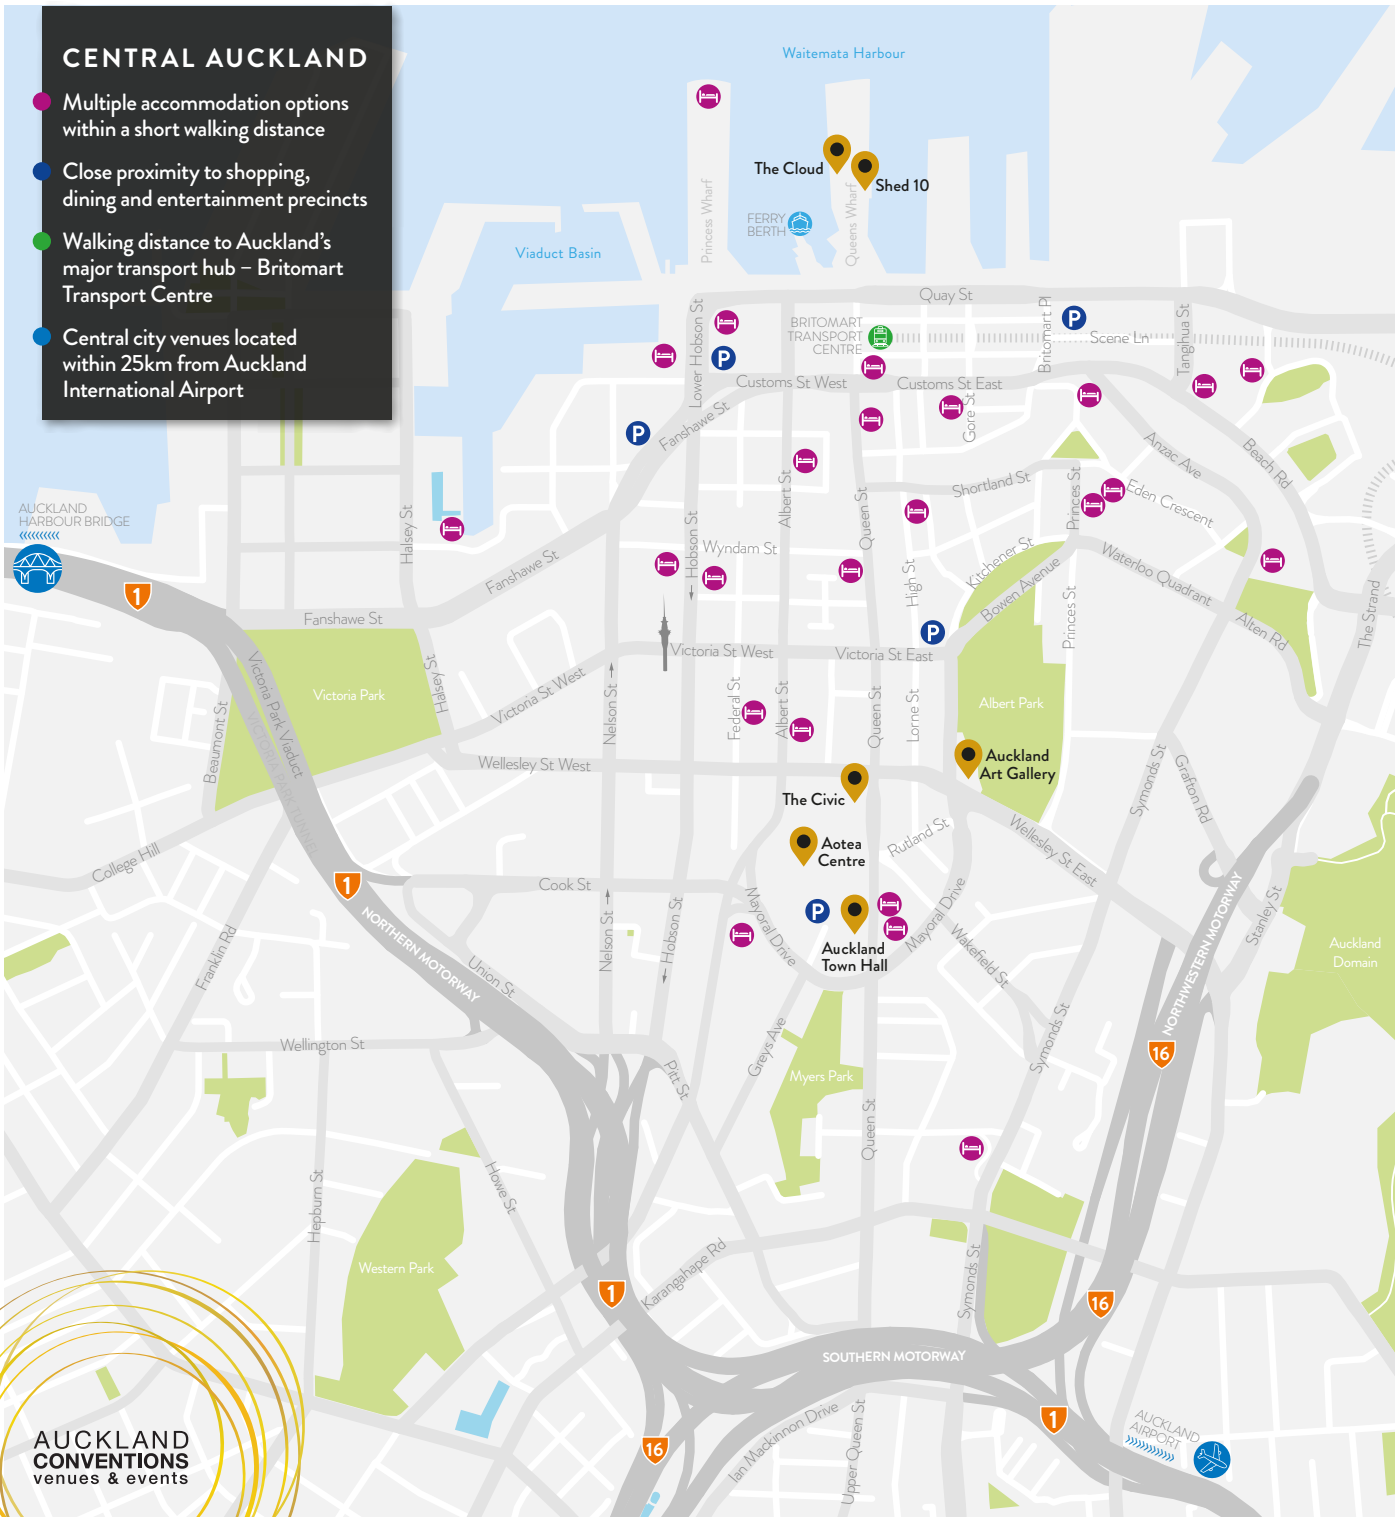 CENTRAL AUCKLAND
Multiple accommodation options
within a short walking distance
Close proximity to shopping,
dining and entertainment precincts
Walking distance to Auckland's
major transport hub – Britomart
Transport Centre
Central city venues located
within 25km from Auckland
International Airport
Waitemata Harbour
The Cloud
Shed 10
Princess Wharf
Queens Wharf
FERRY
BERTH
Viaduct Basin
Quay St
Lower Hobson St
BRITOMART
TRANSPORT
CENTRE
Britomart Pl
P
Scene Ln
Tanghua St
P
Customs St West
Customs St East
Gore St
P
Fanshawe St
Anzac Ave
Beach Rd
Albert St
Queen St
Shortland St
Princes St
Eden Crescent
AUCKLAND
HARBOUR BRIDGE
Halsey St
Hobson St
Wyndam St
High St
Kitchener St
Bowen Avenue
Waterloo Quadrant
Fanshawe St
1
Fanshawe St
Princes St
Alten Rd
The Strand
P
Victoria St West
Victoria St East
Victoria Park
Halsey St
Victoria St West
Nelson St
Federal St
Albert St
Queen St
Lorne St
Albert Park
Beaumont St
Victoria Park Viaduct
VICTORIA PARK TUNNEL
Wellesley St West
Auckland
Art Gallery
Symonds St
Grafton Rd
The Civic
Aotea
Centre
Rutland St
Wellesley St East
College Hill
1
Cook St
Mayoral Drive
P
Auckland
Town Hall
Mayoral Drive
Wakefield St
Stanley St
Auckland
Domain
Franklin Rd
NORTHERN MOTORWAY
Union St
Nelson St
Hobson St
NORTHWESTERN MOTORWAY
16
Wellington St
Pitt St
Greys Ave
Myers Park
Symonds St
Queen St
Hepburn St
Howe St
Western Park
Karangahape Rd
Symonds St
1
16
SOUTHERN MOTORWAY
1
16
Ian Mackinnon Drive
Upper Queen St
AUCKLAND
AIRPORT
AUCKLAND
CONVENTIONS
venues & events